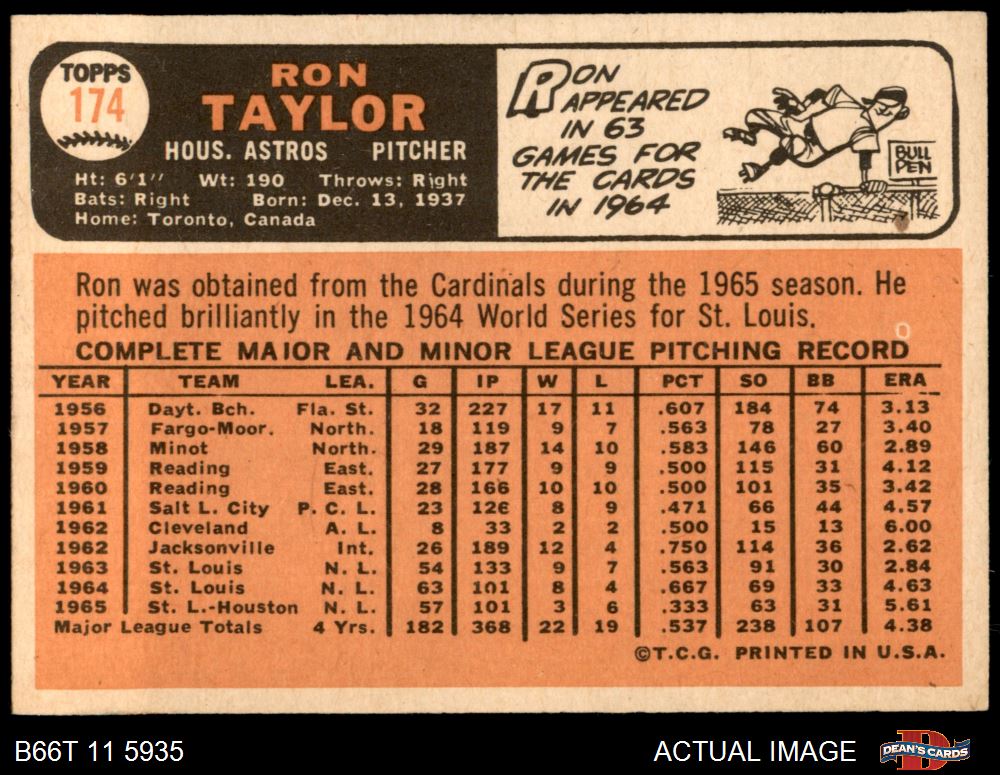 TOPPS
174
RON
TAYLOR
HOUS. ASTROS PITCHER
Ht: 6'1" Wt: 190 Throws: Right
Bats: Right Born: Dec. 13, 1937
Home: Toronto, Canada
RON
APPEARED
IN 63
GAMES FOR
THE CARDS
IN 1964
BULL
PEN
Ron was obtained from the Cardinals during the 1965 season. He
pitched brilliantly in the 1964 World Series for St. Louis.
COMPLETE MAJOR AND MINOR LEAGUE PITCHING RECORD
YEAR TEAM LEA. G IP W L PCT SO BB ERA
1956 Dayt. Bch. Fla. St. 32 227 17 11 .607 184 74 3.13
1957 Fargo-Moor. North. 18 119 9 7 .563 78 27 3.40
1958 Minot North. 29 187 14 10 .583 146 60 2.89
1959 Reading East. 27 177 9 9 .500 115 31 4.12
1960 Reading East. 28 166 10 10 .500 101 35 3.42
1961 Salt L. City P. C. L. 23 126 8 9 .471 66 44 4.57
1962 Cleveland A. L. 8 33 2 2 .500 15 13 6.00
1962 Jacksonville Int. 26 189 12 4 .750 114 36 2.62
1963 St. Louis N. L. 54 133 9 7 .563 91 30 2.84
1964 St. Louis N. L. 63 101 8 4 .667 69 33 4.63
1965 St. L.-Houston N. L. 57 101 3 6 .333 63 31 5.61
Major League Totals 4 Yrs. 182 368 22 19 .537 238 107 4.38
©T.C.G. PRINTED IN U.S.A.
B66T 11 5935 ACTUAL IMAGE DEAN'S CARDS